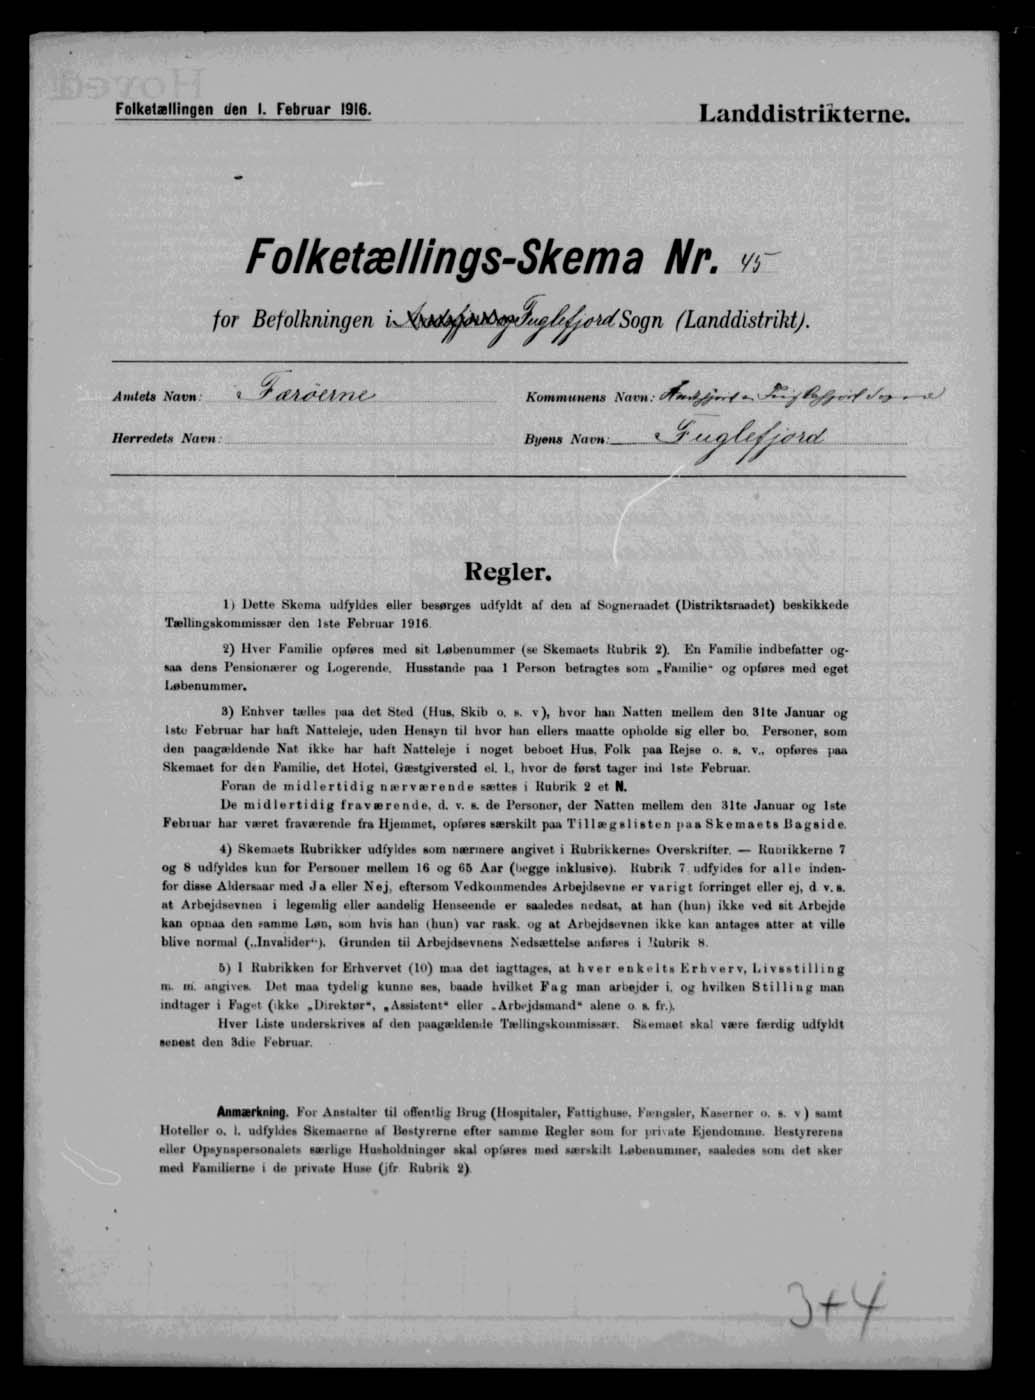 Folketællingen den 1. Februar 1916.
Landdistrikterne.
Folketællings-Skema Nr. 45
for Befolkningen i Fuglefjord Sogn (Landdistrikt).
Amtets Navn: Færøerne
Kommunens Navn:
Herredets Navn:
Byens Navn: Fuglefjord
Regler.
1) Dette Skema udfyldes eller besørges udfyldt af den af Sogneraadet (Distriktsraadet) beskikkede
Tællingskommissær den 1ste Februar 1916.
2) Hver Familie opføres med sit Løbenummer (se Skemaets Rubrik 2). En Familie indbefatter og-
saa dens Pensionærer og Logerende. Husstande paa 1 Person betragtes som „Familie“ og opføres med eget
Løbenummer.
3) Enhver tælles paa det Sted (Hus, Skib o. s. v), hvor han Natten mellem den 31te Januar og
1ste Februar har haft Natteleje, uden Hensyn til hvor han ellers maatte opholde sig eller bo. Personer, som
den paagældende Nat ikke har haft Natteleje i noget beboet Hus, Folk paa Rejse o. s. v., opføres paa
Skemaet for den Familie, det Hotel, Gæstgiversted el. l., hvor de først tager ind 1ste Februar.
Foran de midlertidig nærværende sættes i Rubrik 2 et N.
De midlertidig fraværende, d. v. s. de Personer, der Natten mellem den 31te Januar og 1ste
Februar har været fraværende fra Hjemmet, opføres særskilt paa Tillægslisten paa Skemaets Bagside.
4) Skemaets Rubrikker udfyldes som nærmere angivet i Rubrikkernes Overskrifter. — Rubrikkerne 7
og 8 udfyldes kun for Personer mellem 16 og 65 Aar (begge inklusive). Rubrik 7 udfyldes for alle inden-
for disse Aldersaar med Ja eller Nej, eftersom Vedkommendes Arbejdsevne er varigt forringet eller ej, d. v. s.
at Arbejdsevnen i legemlig eller aandelig Henseende er saaledes nedsat, at han (hun) ikke ved sit Arbejde
kan opnaa den samme Løn, som hvis han (hun) var rask, og at Arbejdsevnen ikke kan antages atter at ville
blive normal („Invalider“). Grunden til Arbejdsevnens Nedsættelse anføres i Rubrik 8.
5) I Rubrikken for Erhvervet (10) maa det iagttages, at hver enkelts Erhverv, Livsstilling
m. m. angives. Det maa tydelig kunne ses, baade hvilket Fag man arbejder i, og hvilken Stilling man
indtager i Faget (ikke „Direktør“, „Assistent“ eller „Arbejdsmand“ alene o. s. fr.).
Hver Liste underskrives af den paagældende Tællingskommissær. Skemaet skal være færdig udfyldt
senest den 3die Februar.
Anmærkning. For Anstalter til offentlig Brug (Hospitaler, Fattighuse, Fængsler, Kaserner o. s. v) samt
Hoteller o. l. udfyldes Skemaerne af Bestyrerne efter samme Regler som for private Ejendomme. Bestyrerens
eller Opsynspersonalets særlige Husholdninger skal opføres med særskilt Løbenummer, saaledes som det sker
med Familierne i de private Huse (jfr. Rubrik 2).
3+4